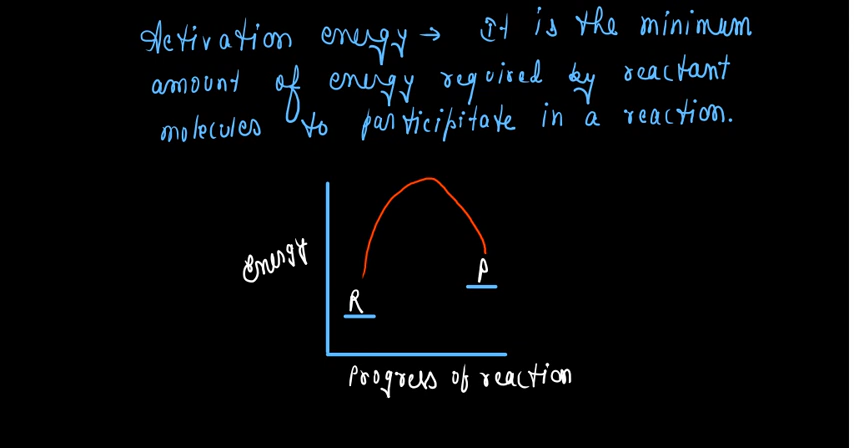 Activation energy → It is the minimum
amount of energy required by reactant
molecules to participitate in a reaction.
Energy
R
P
Progress of reaction